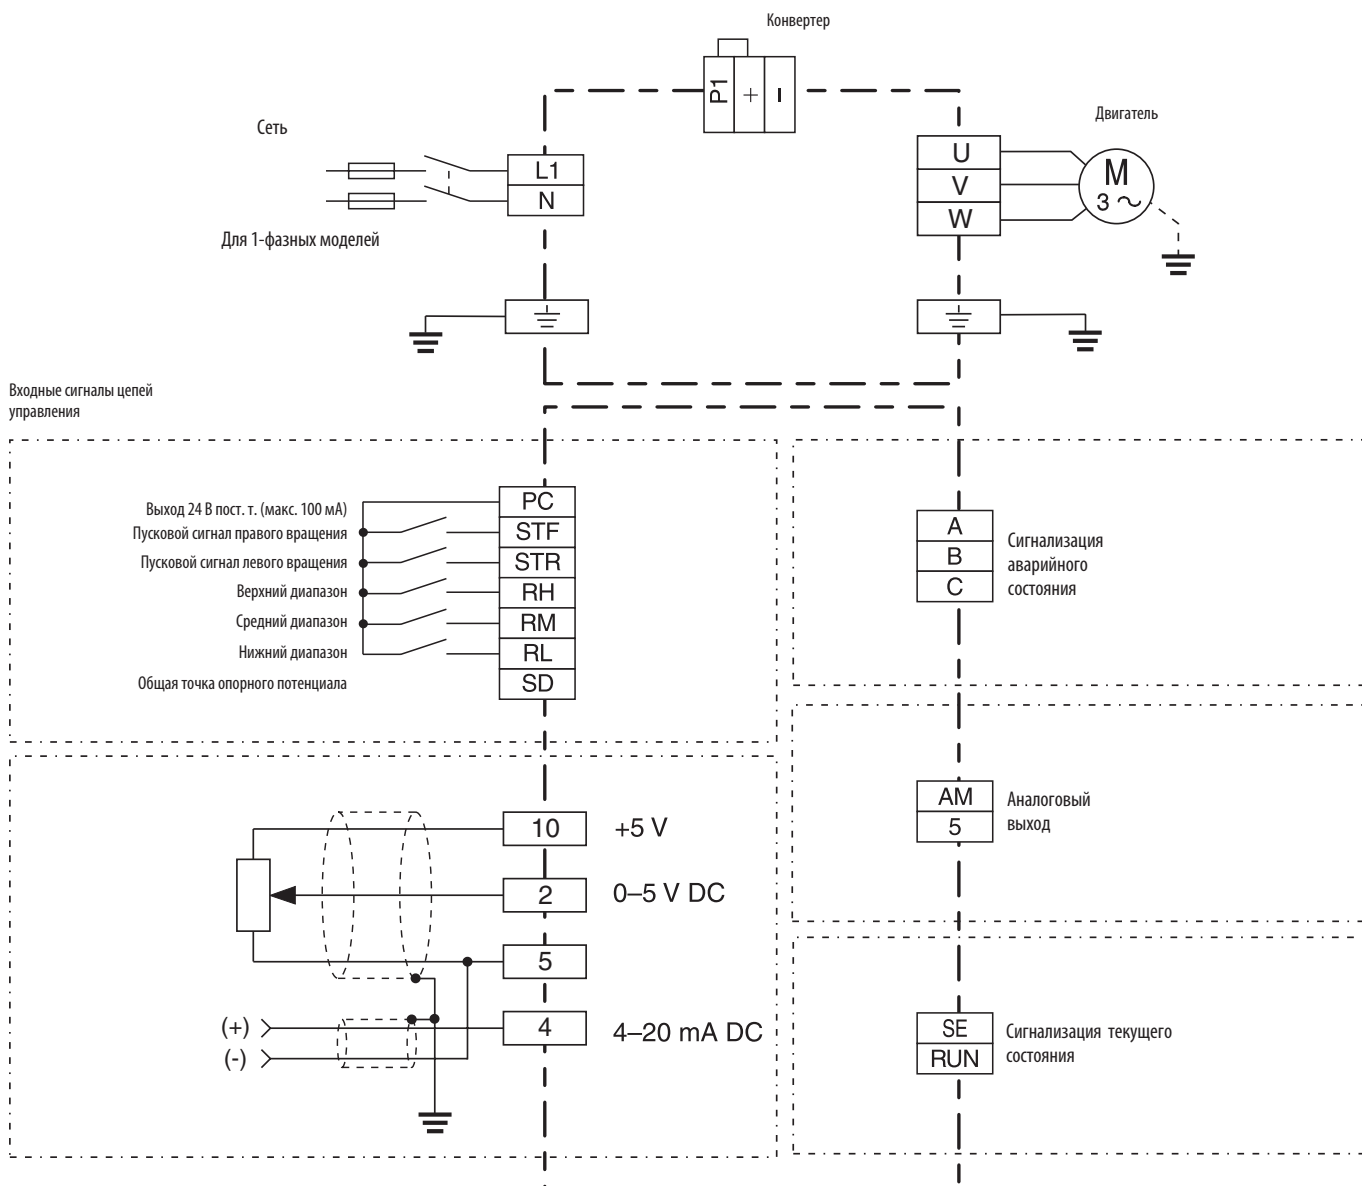 Конвертер
P1 + −
Двигатель
Сеть
L1
N
U
V
W
M
3 ~
Для 1-фазных моделей
Входные сигналы цепей
управления
Выход 24 В пост. т. (макс. 100 мА)
PC
Пусковой сигнал правого вращения
STF
Пусковой сигнал левого вращения
STR
Верхний диапазон
RH
Средний диапазон
RM
Нижний диапазон
RL
Общая точка опорного потенциала
SD
A
B
C
Сигнализация
аварийного
состояния
10 +5 V
2 0–5 V DC
5
(+) 4 4–20 mA DC
(-)
AM
5
Аналоговый
выход
SE
RUN
Сигнализация текущего
состояния